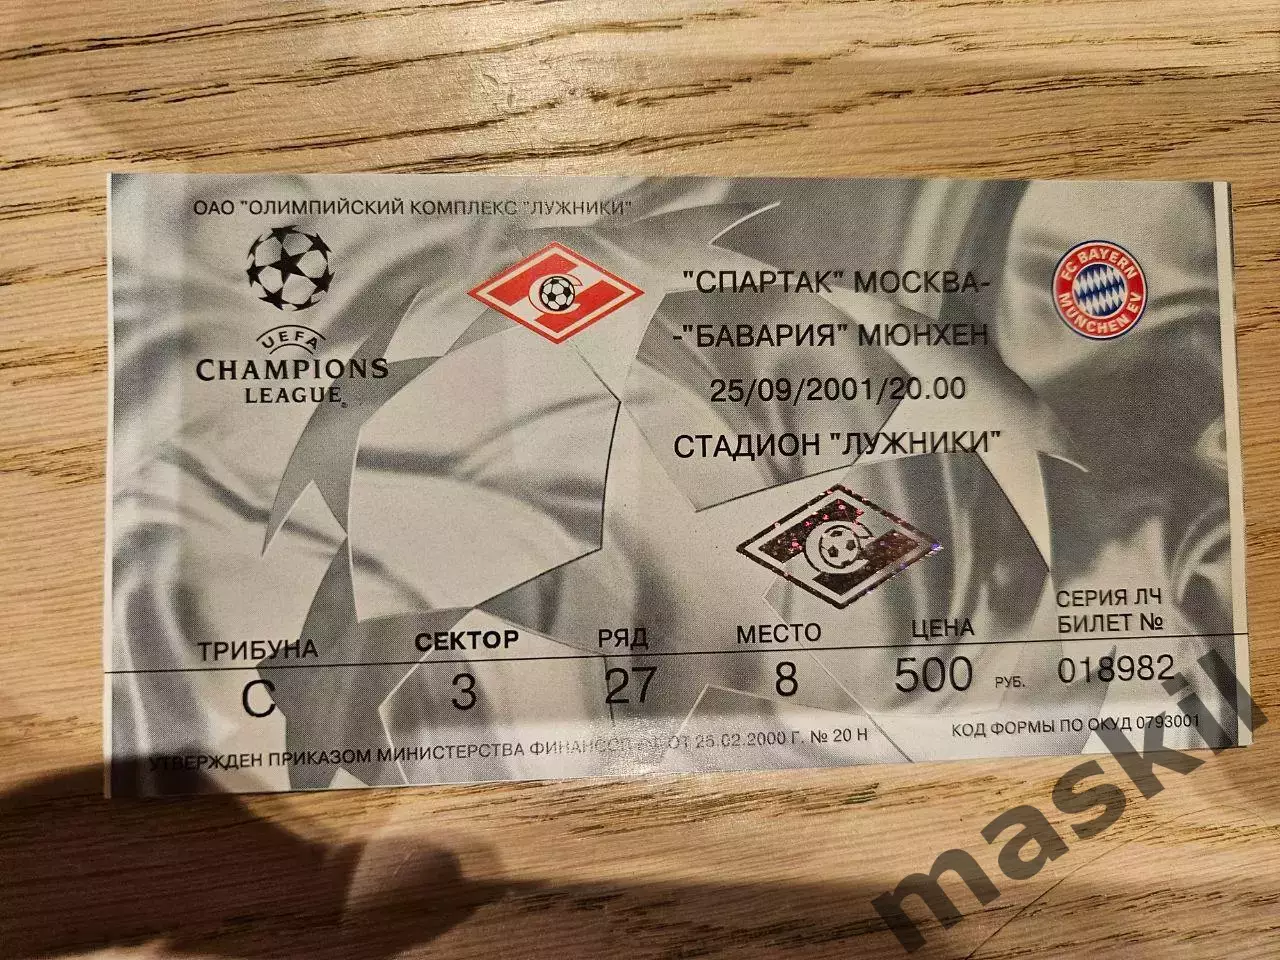 ОАО "ОЛИМПИЙСКИЙ КОМПЛЕКС "ЛУЖНИКИ"
UEFA
CHAMPIONS
LEAGUE
"СПАРТАК" МОСКВА-
-"БАВАРИЯ" МЮНХЕН
25/09/2001/20.00
СТАДИОН "ЛУЖНИКИ"
FC BAYERN
MÜNCHEN EV
ТРИБУНА СЕКТОР РЯД МЕСТО ЦЕНА СЕРИЯ ЛЧ
БИЛЕТ №
С 3 27 8 500 РУБ. 018982
УТВЕРЖДЕН ПРИКАЗОМ МИНИСТЕРСТВА ФИНАНСОВ РФ ОТ 25.02.2000 Г. № 20 Н
КОД ФОРМЫ ПО ОКУД 0793001
maskil